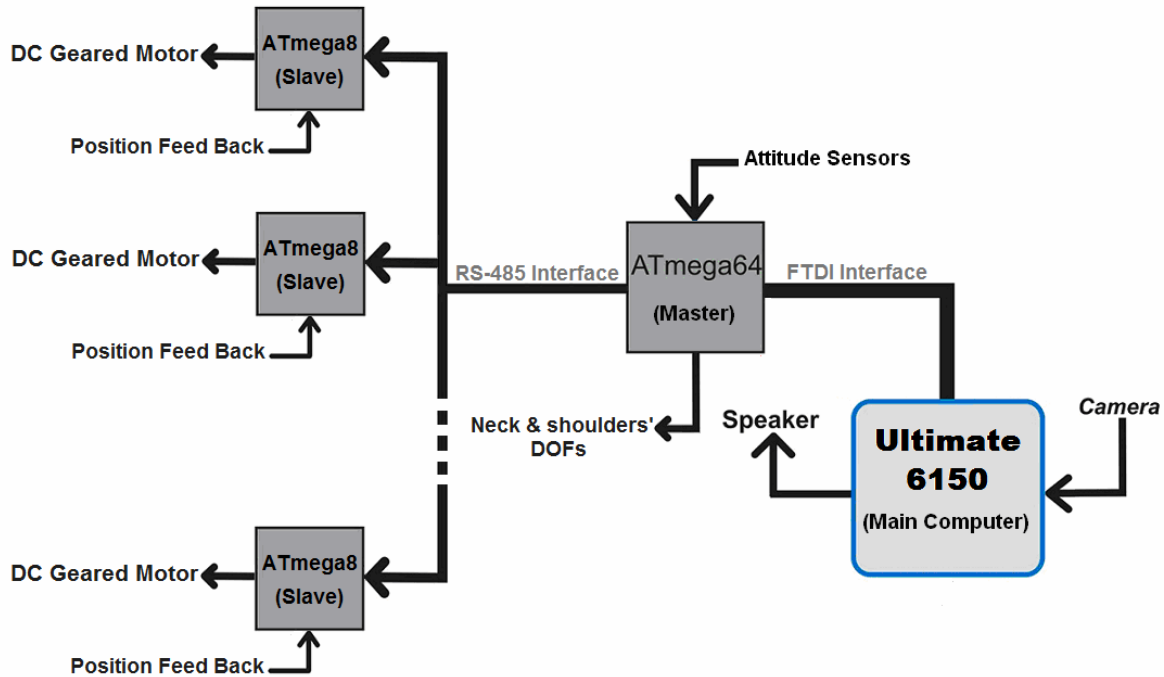 DC Geared Motor
ATmega8
(Slave)
Position Feed Back
DC Geared Motor
ATmega8
(Slave)
Position Feed Back
DC Geared Motor
ATmega8
(Slave)
Position Feed Back
RS-485 Interface
Attitude Sensors
ATmega64
(Master)
FTDI Interface
Neck & shoulders'
DOFs
Speaker
Ultimate
6150
(Main Computer)
Camera